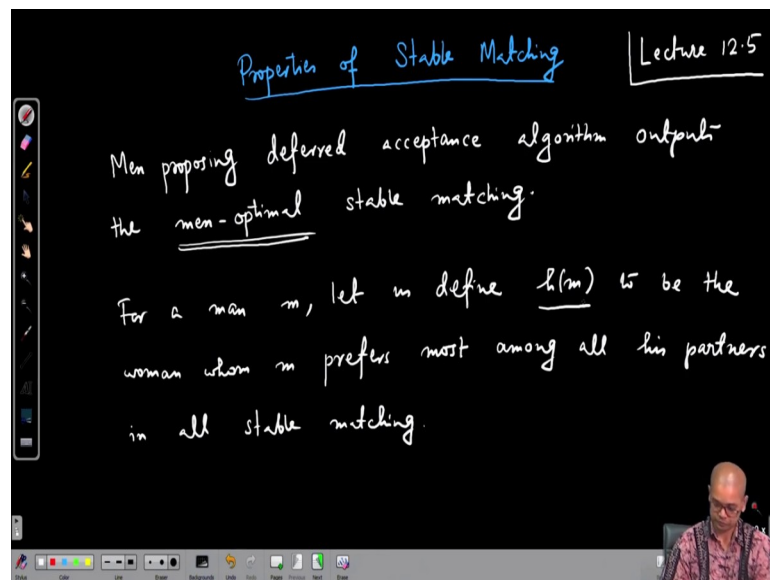 Properties of Stable Matching
Lecture 12.5
Men proposing deferred acceptance algorithm outputs
the men-optimal stable matching.
For a man m, let us define h(m) to be the
woman whom m prefers most among all his partners
in all stable matching.